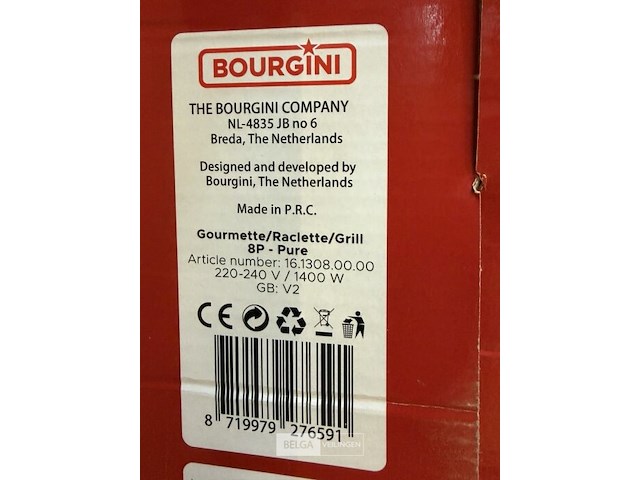 BOURGINI
THE BOURGINI COMPANY
NL-4835 JB no 6
Breda, The Netherlands
Designed and developed by
Bourgini, The Netherlands
Made in P.R.C.
Gourmette/Raclette/Grill
8P - Pure
Article number: 16.1308.00.00
220-240 V / 1400 W
GB: V2
CE
8 719979 276591
BELGA VEILINGEN